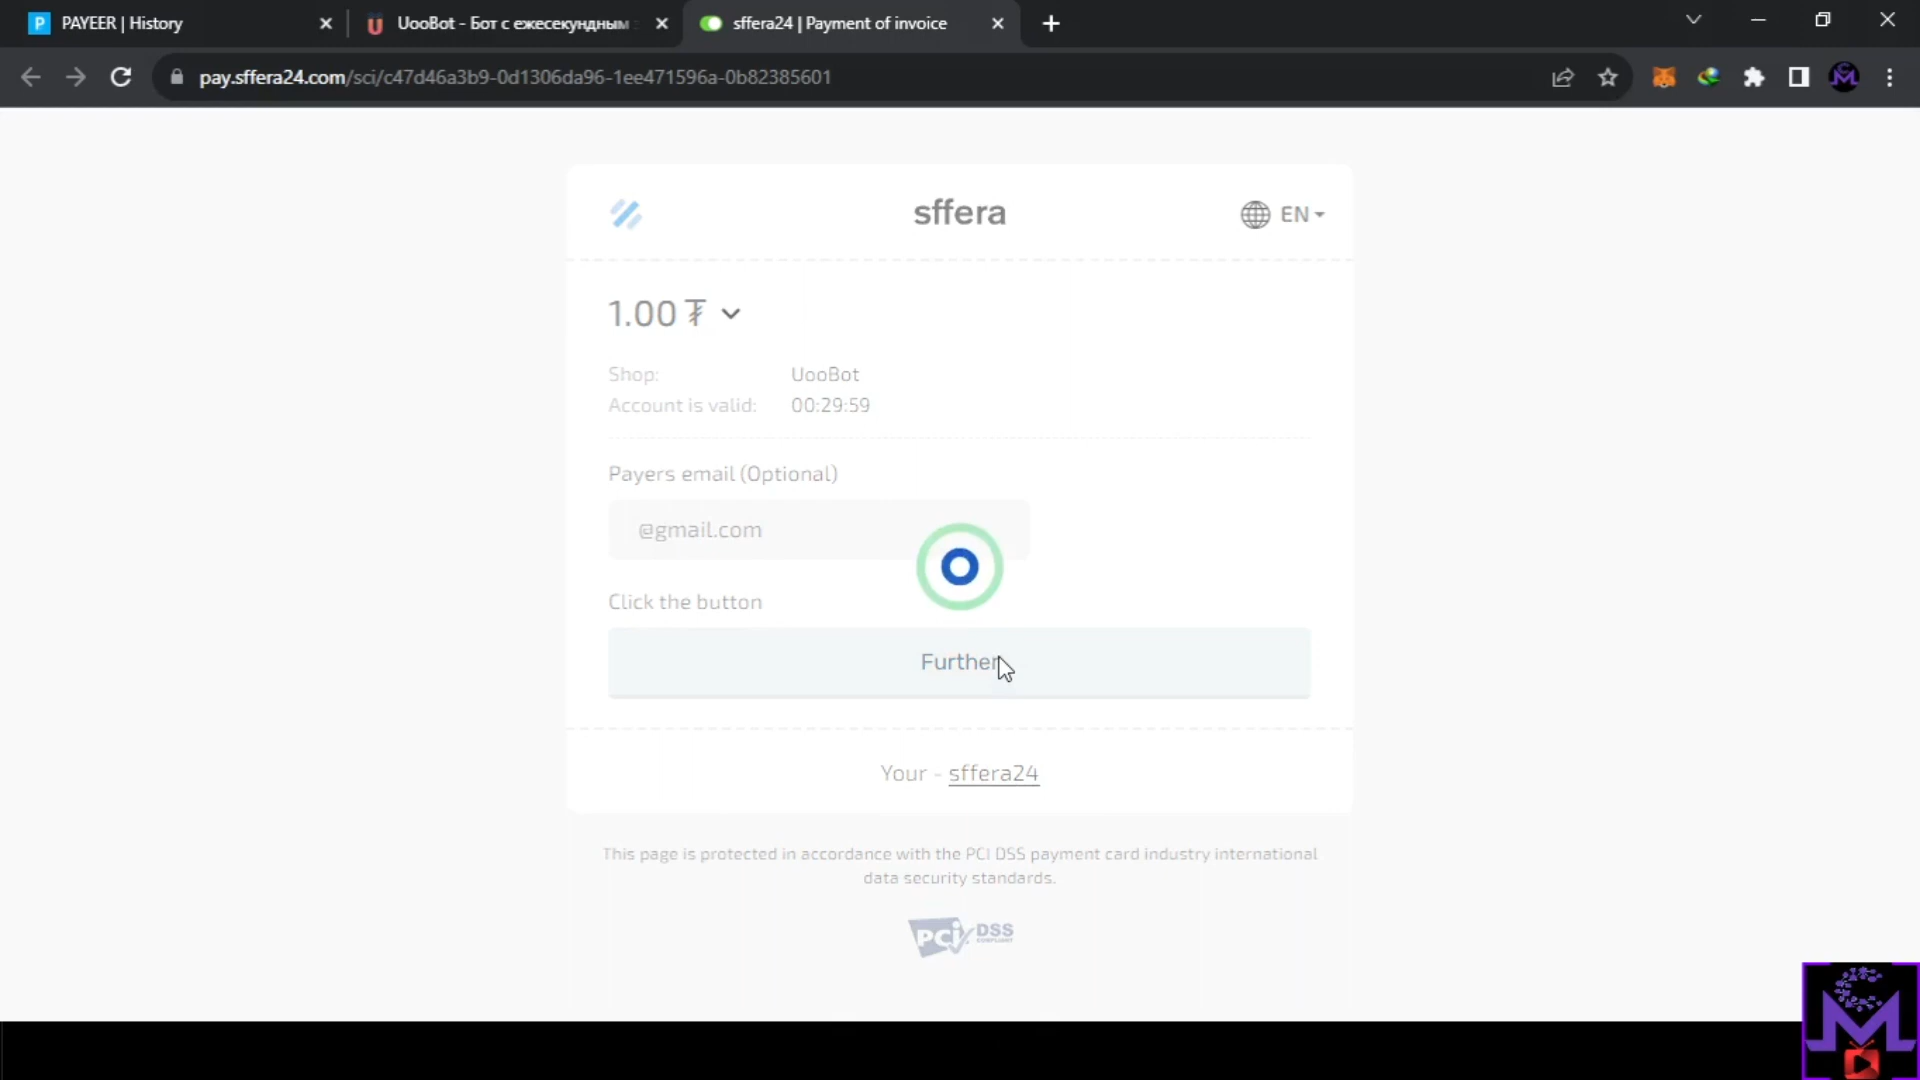 PAYEER | History
UooBot - Бот с ежесекундным
sffera24 | Payment of invoice
pay.sffera24.com/sci/c47d46a3b9-0d1306da96-1ee471596a-0b82385601
sffera
EN
1.00 ₮
Shop: UooBot
Account is valid: 00:29:59
Payers email (Optional)
@gmail.com
Click the button
Further
Your - sffera24
This page is protected in accordance with the PCI DSS payment card industry international
data security standards.
PCI DSS
COMPLIANT